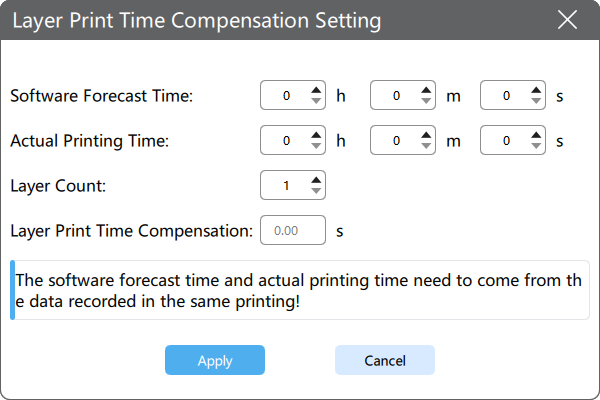 Layer Print Time Compensation Setting
Software Forecast Time: 0 h 0 m 0 s
Actual Printing Time: 0 h 0 m 0 s
Layer Count: 1
Layer Print Time Compensation: 0.00 s
The software forecast time and actual printing time need to come from th
e data recorded in the same printing!
Apply Cancel